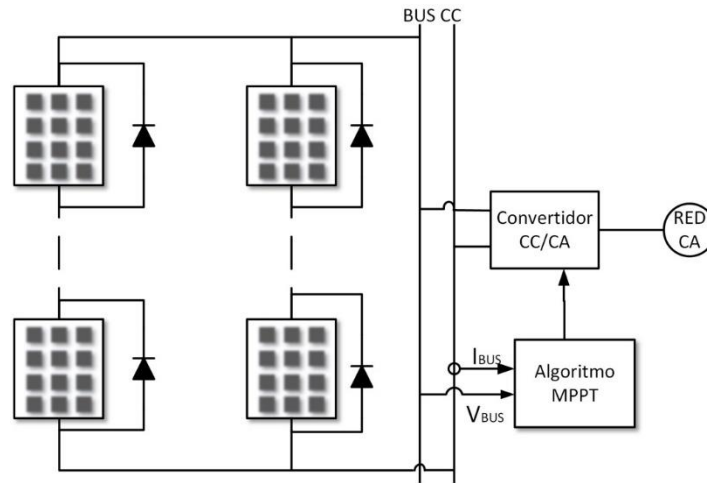 BUS CC
Convertidor
CC/CA
RED
CA
IBUS
Algoritmo
MPPT
VBUS